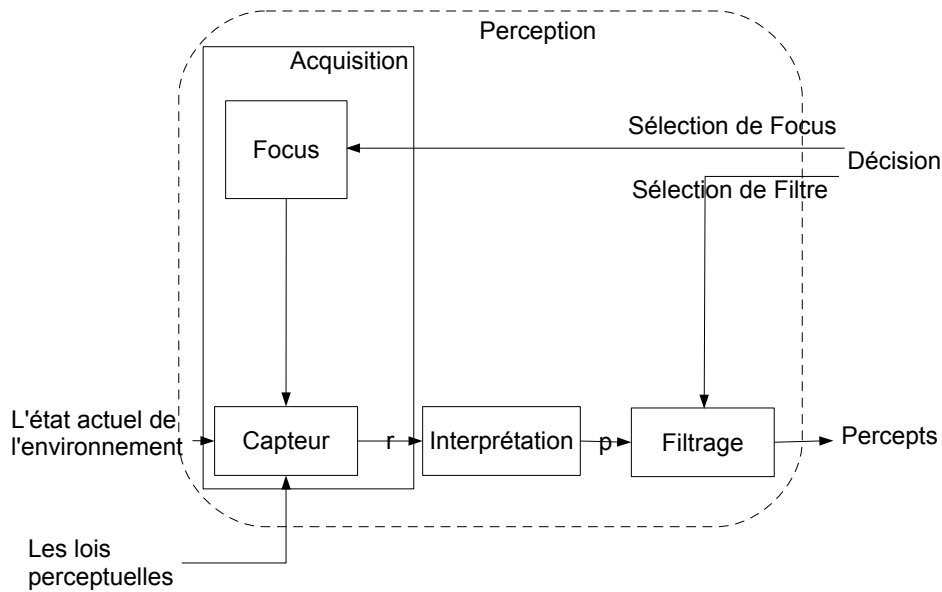 Perception
Acquisition
Focus
Sélection de Focus
Décision
Sélection de Filtre
L'état actuel de
l'environnement
Capteur
r
Interprétation
p
Filtrage
Percepts
Les lois
perceptuelles